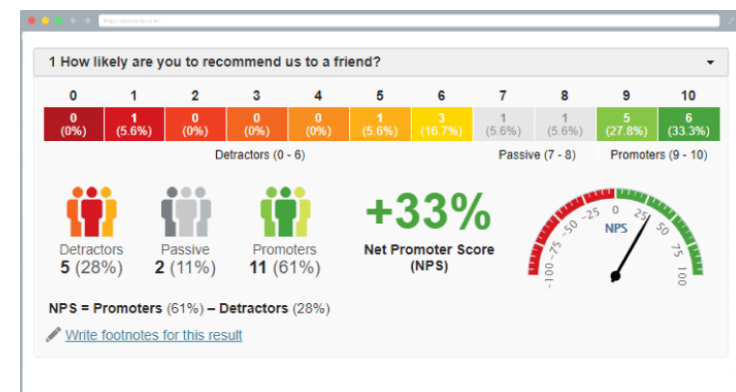 1 How likely are you to recommend us to a friend?
0 1 2 3 4 5 6 7 8 9 10
0 1 0 0 0 1 3 1 1 5 6
(0%) (5.6%) (0%) (0%) (0%) (5.6%) (16.7%) (5.6%) (5.6%) (27.8%) (33.3%)
Detractors (0 - 6) Passive (7 - 8) Promoters (9 - 10)
Detractors Passive Promoters
5 (28%) 2 (11%) 11 (61%)
+33%
Net Promoter Score
(NPS)
-100 -75 -50 -25 0 25 50 75 100
NPS
NPS = Promoters (61%) – Detractors (28%)
Write footnotes for this result